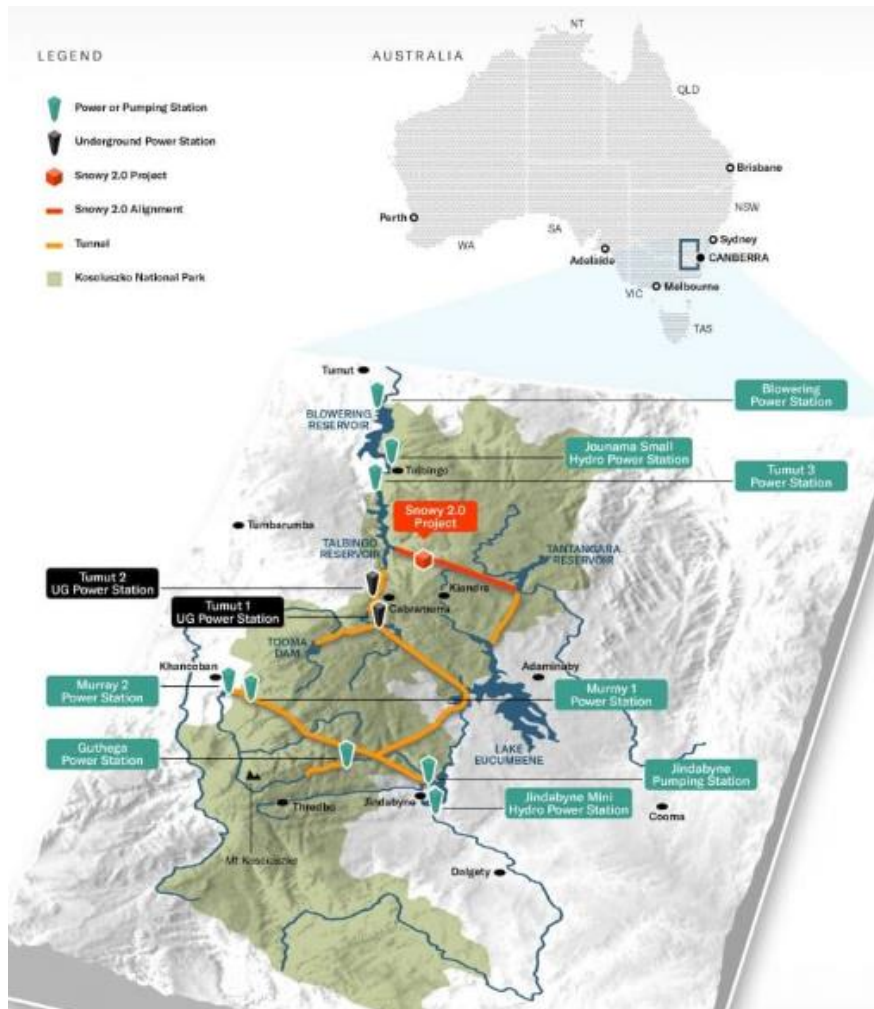 LEGEND
Power or Pumping Station
Underground Power Station
Snowy 2.0 Project
Snowy 2.0 Alignment
Tunnel
Kosciuszko National Park
AUSTRALIA
NT
QLD
Brisbane
NSW
Perth
SA
WA
Sydney
CANBERRA
Adelaide
VIC
Melbourne
TAS
Tumut
BLOWERING
RESERVOIR
Blowering
Power Station
Jounama Small
Hydro Power Station
Talbingo
Tumut 3
Power Station
Snowy 2.0
Project
Tumbarumba
TALBINGO
RESERVOIR
TANTANGARA
RESERVOIR
Tumut 2
UG Power Station
Kiandra
Cabramurra
Tumut 1
UG Power Station
TOOMA
DAM
Khancoban
Adaminaby
Murray 2
Power Station
Murray 1
Power Station
Guthega
Power Station
LAKE
EUCUMBENE
Jindabyne
Pumping Station
Jindabyne
Thredbo
Jindabyne Mini
Hydro Power Station
Cooma
Mt Kosciuszko
Dalgety